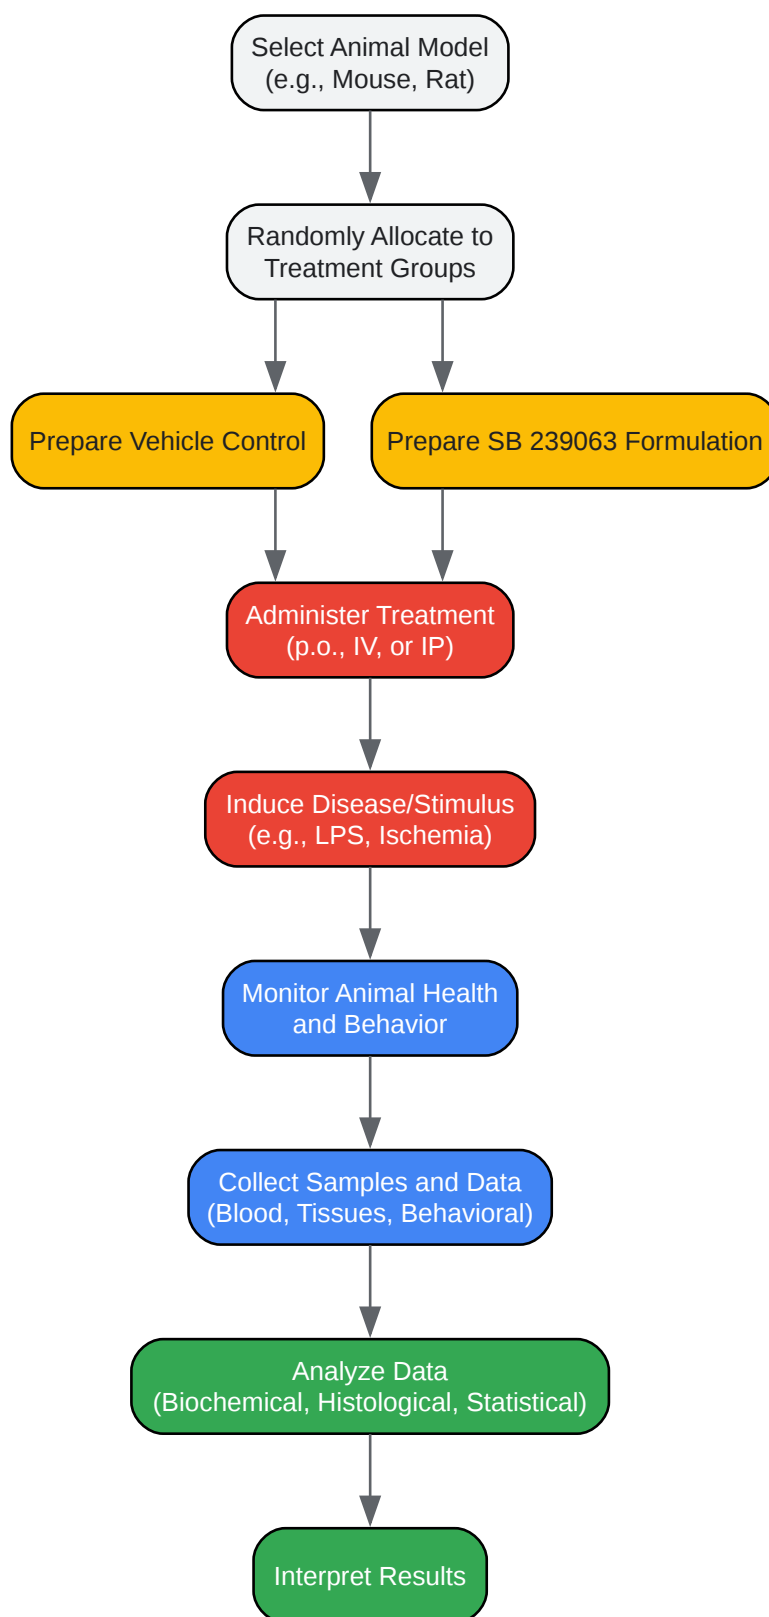 Select Animal Model
(e.g., Mouse, Rat)
Randomly Allocate to
Treatment Groups
Prepare Vehicle Control
Prepare SB 239063 Formulation
Administer Treatment
(p.o., IV, or IP)
Induce Disease/Stimulus
(e.g., LPS, Ischemia)
Monitor Animal Health
and Behavior
Collect Samples and Data
(Blood, Tissues, Behavioral)
Analyze Data
(Biochemical, Histological, Statistical)
Interpret Results